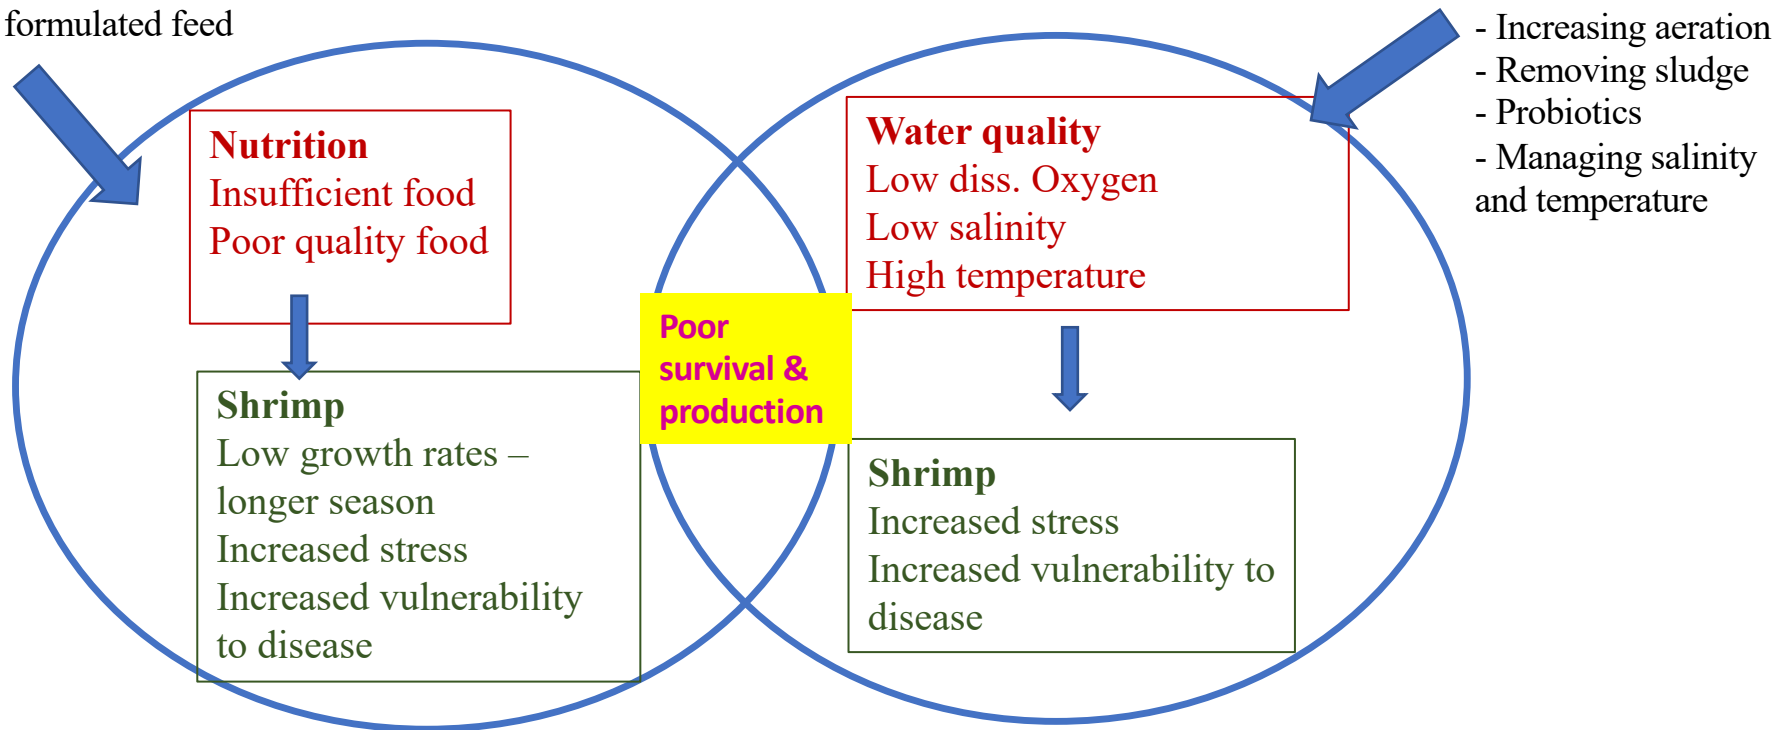 formulated feed
Nutrition
Insufficient food
Poor quality food
Shrimp
Low growth rates –
longer season
Increased stress
Increased vulnerability
to disease
Poor
survival &
production
Water quality
Low diss. Oxygen
Low salinity
High temperature
Shrimp
Increased stress
Increased vulnerability to
disease
- Increasing aeration
- Removing sludge
- Probiotics
- Managing salinity
and temperature